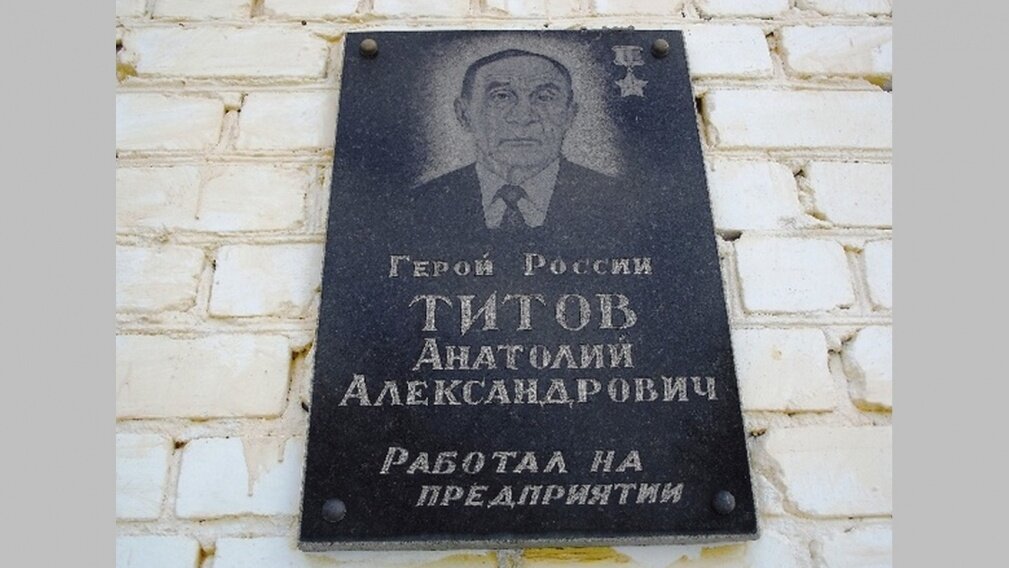 Герой России
ТИТОВ
Анатолий
Александрович
Работал на
предприятии